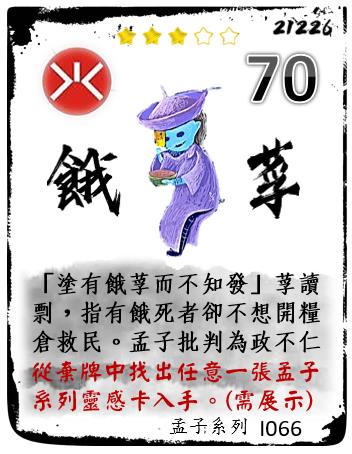 21226
70
餓 莩
「塗有餓莩而不知發」莩讀
剽，指有餓死者卻不想開糧
倉救民。孟子批判為政不仁
從棄牌中找出任意一張孟子
系列靈感卡入手。(需展示)
孟子系列 I066